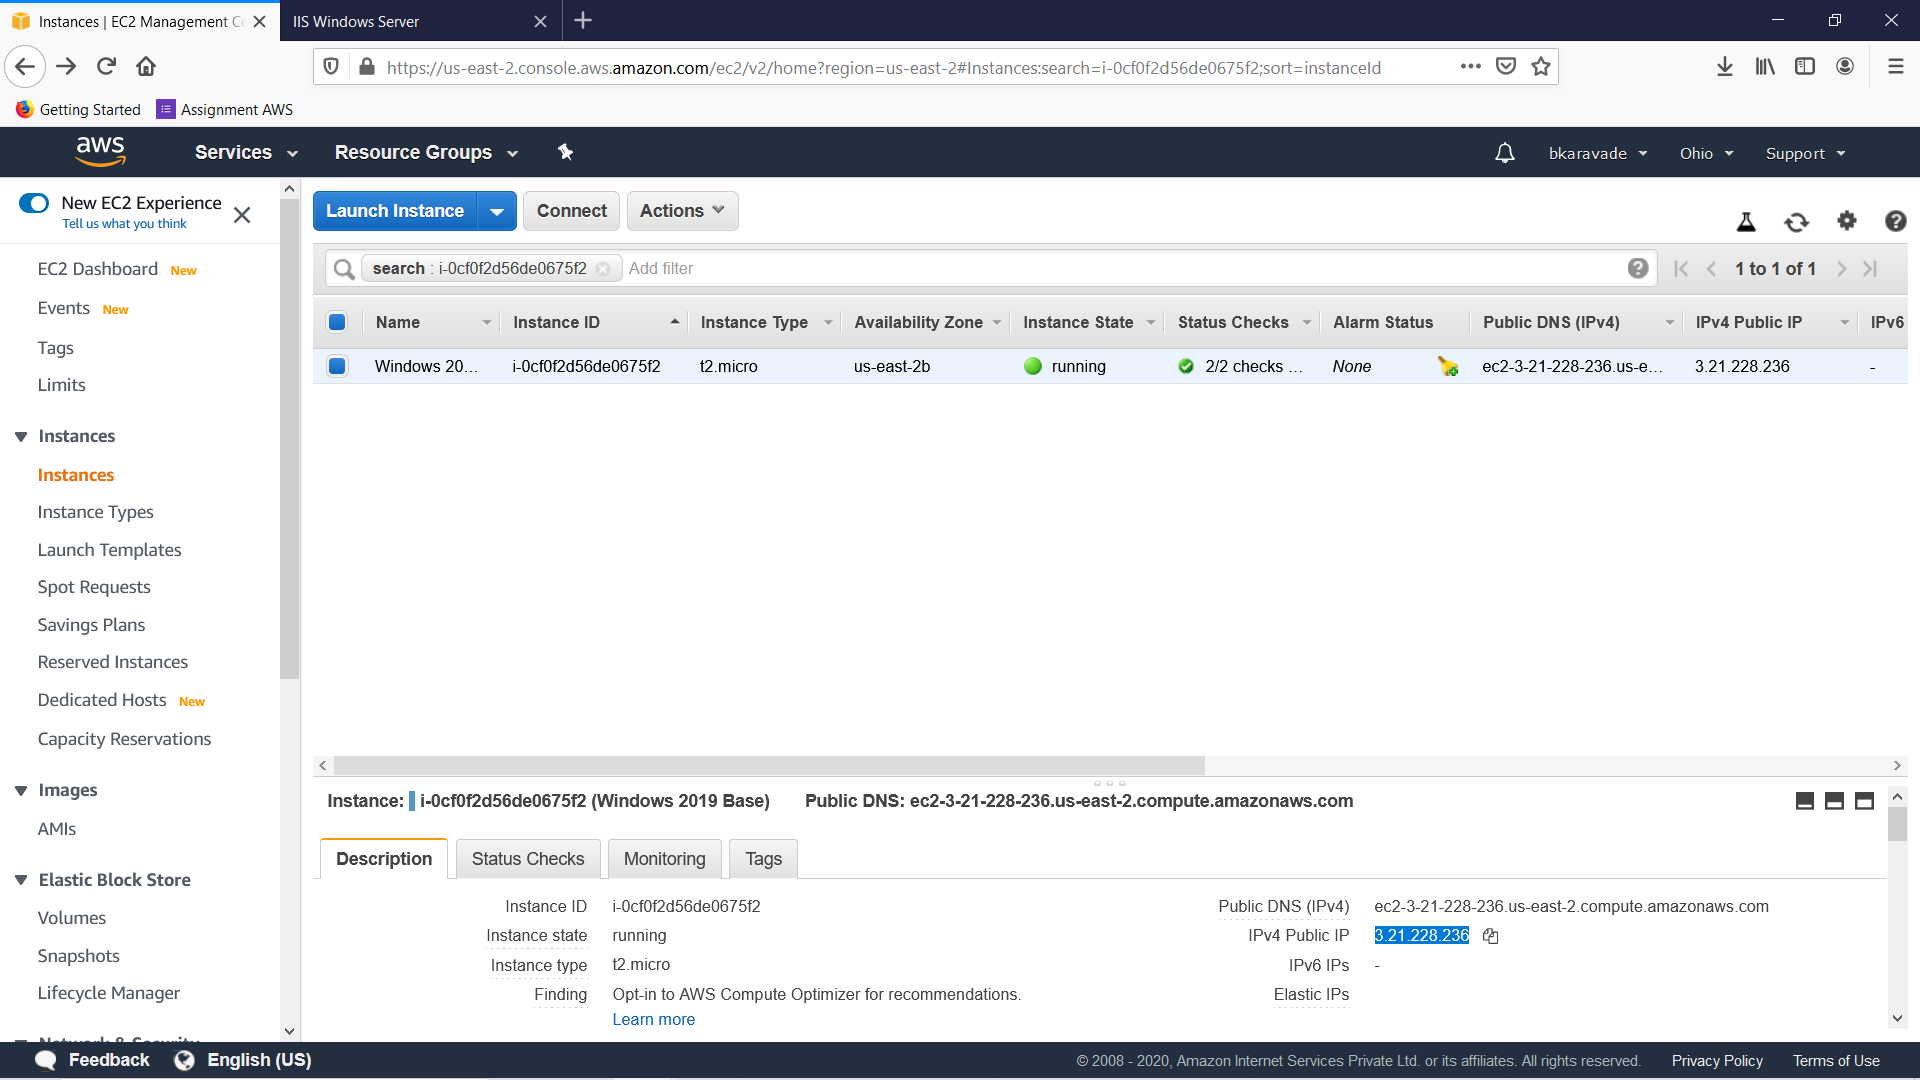 Instances | EC2 Management Co
IIS Windows Server
https://us-east-2.console.aws.amazon.com/ec2/v2/home?region=us-east-2#Instances:search=i-0cf0f2d56de0675f2;sort=instanceId
Getting Started
Assignment AWS
aws
Services
Resource Groups
bkaravade
Ohio
Support
New EC2 Experience
Tell us what you think
EC2 Dashboard New
Events New
Tags
Limits
Instances
Instances
Instance Types
Launch Templates
Spot Requests
Savings Plans
Reserved Instances
Dedicated Hosts New
Capacity Reservations
Images
AMIs
Elastic Block Store
Volumes
Snapshots
Lifecycle Manager
Network & Security
Launch Instance
Connect
Actions
search : i-0cf0f2d56de0675f2
Add filter
1 to 1 of 1
Name Instance ID Instance Type Availability Zone Instance State Status Checks Alarm Status Public DNS (IPv4) IPv4 Public IP IPv6
Windows 20... i-0cf0f2d56de0675f2 t2.micro us-east-2b running 2/2 checks ... None ec2-3-21-228-236.us-e... 3.21.228.236 -
Instance: i-0cf0f2d56de0675f2 (Windows 2019 Base) Public DNS: ec2-3-21-228-236.us-east-2.compute.amazonaws.com
Description Status Checks Monitoring Tags
Instance ID i-0cf0f2d56de0675f2
Instance state running
Instance type t2.micro
Finding Opt-in to AWS Compute Optimizer for recommendations.
Learn more
Public DNS (IPv4) ec2-3-21-228-236.us-east-2.compute.amazonaws.com
IPv4 Public IP 3.21.228.236
IPv6 IPs -
Elastic IPs
Feedback
English (US)
© 2008 - 2020, Amazon Internet Services Private Ltd. or its affiliates. All rights reserved.
Privacy Policy
Terms of Use